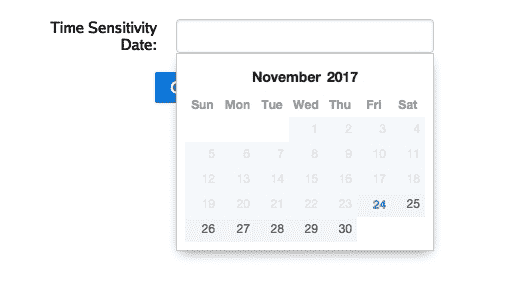 Time Sensitivity
Date:
November 2017
Sun Mon Tue Wed Thu Fri Sat
1 2 3 4
5 6 7 8 9 10 11
12 13 14 15 16 17 18
19 20 21 22 23 24 25
26 27 28 29 30